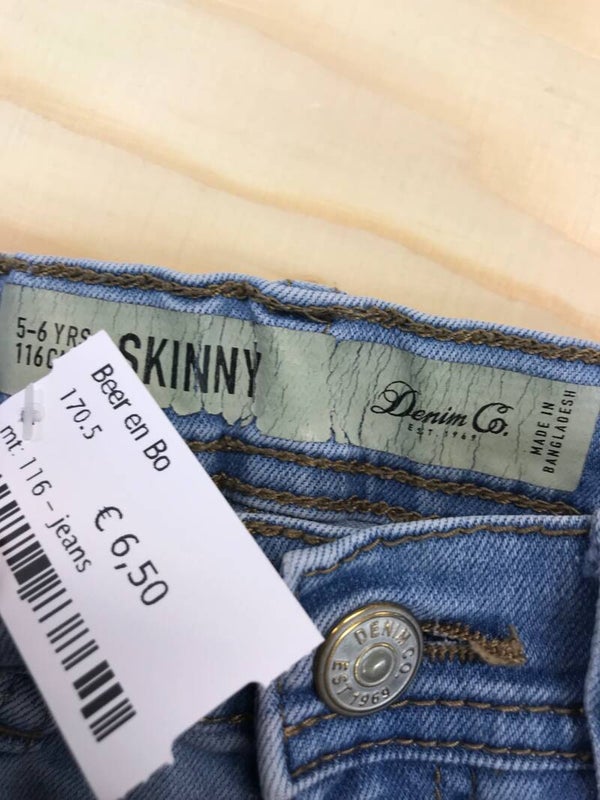 5-6 YRS
116C
SKINNY
Denim Co.
EST. 1969
MADE IN
BANGLADESH
Beer en Bo
170.5
€ 6,50
mt: 116 - jeans
DENIM CO.
EST 1969